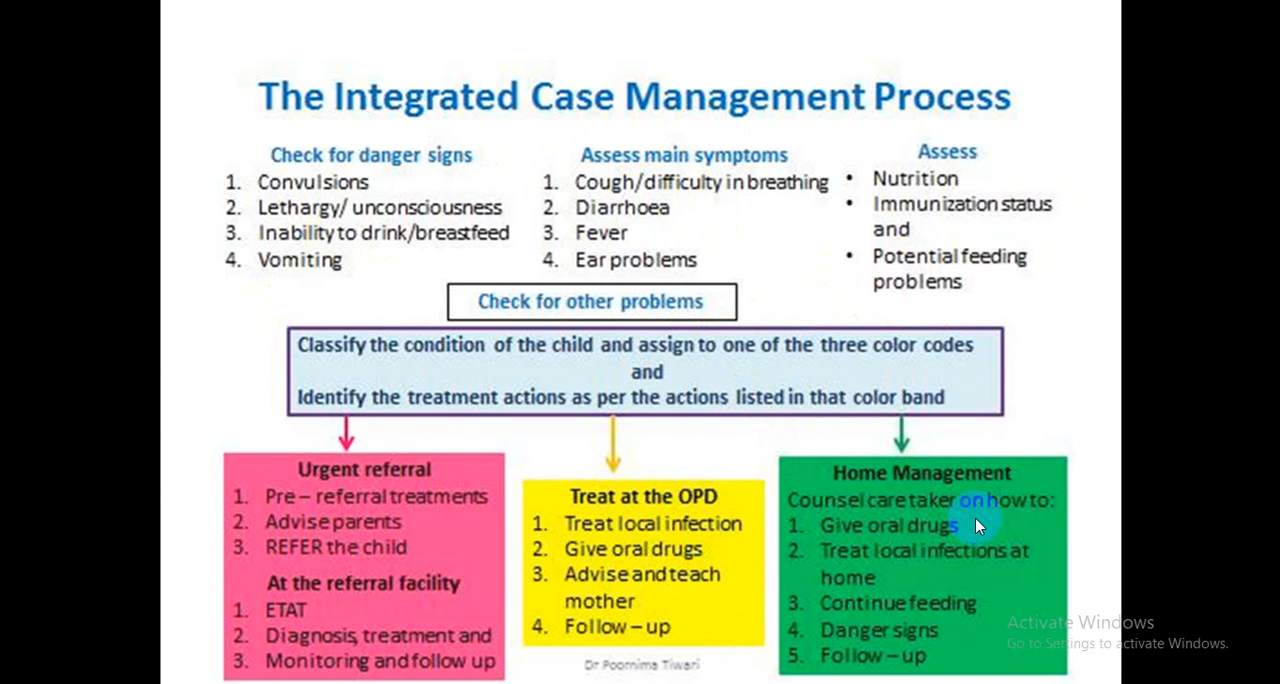 The Integrated Case Management Process
Check for danger signs
1. Convulsions
2. Lethargy/ unconsciousness
3. Inability to drink/breastfeed
4. Vomiting
Assess main symptoms
1. Cough/difficulty in breathing
2. Diarrhoea
3. Fever
4. Ear problems
Assess
• Nutrition
• Immunization status
and
• Potential feeding
problems
Check for other problems
Classify the condition of the child and assign to one of the three color codes
and
Identify the treatment actions as per the actions listed in that color band
Urgent referral
1. Pre – referral treatments
2. Advise parents
3. REFER the child
At the referral facility
1. ETAT
2. Diagnosis, treatment and
3. Monitoring and follow up
Treat at the OPD
1. Treat local infection
2. Give oral drugs
3. Advise and teach
mother
4. Follow – up
Home Management
Counsel care taker on how to:
1. Give oral drugs
2. Treat local infections at
home
3. Continue feeding
4. Danger signs
5. Follow – up
Dr Poornima Tiwari
Activate Windows
Go to Settings to activate Windows.